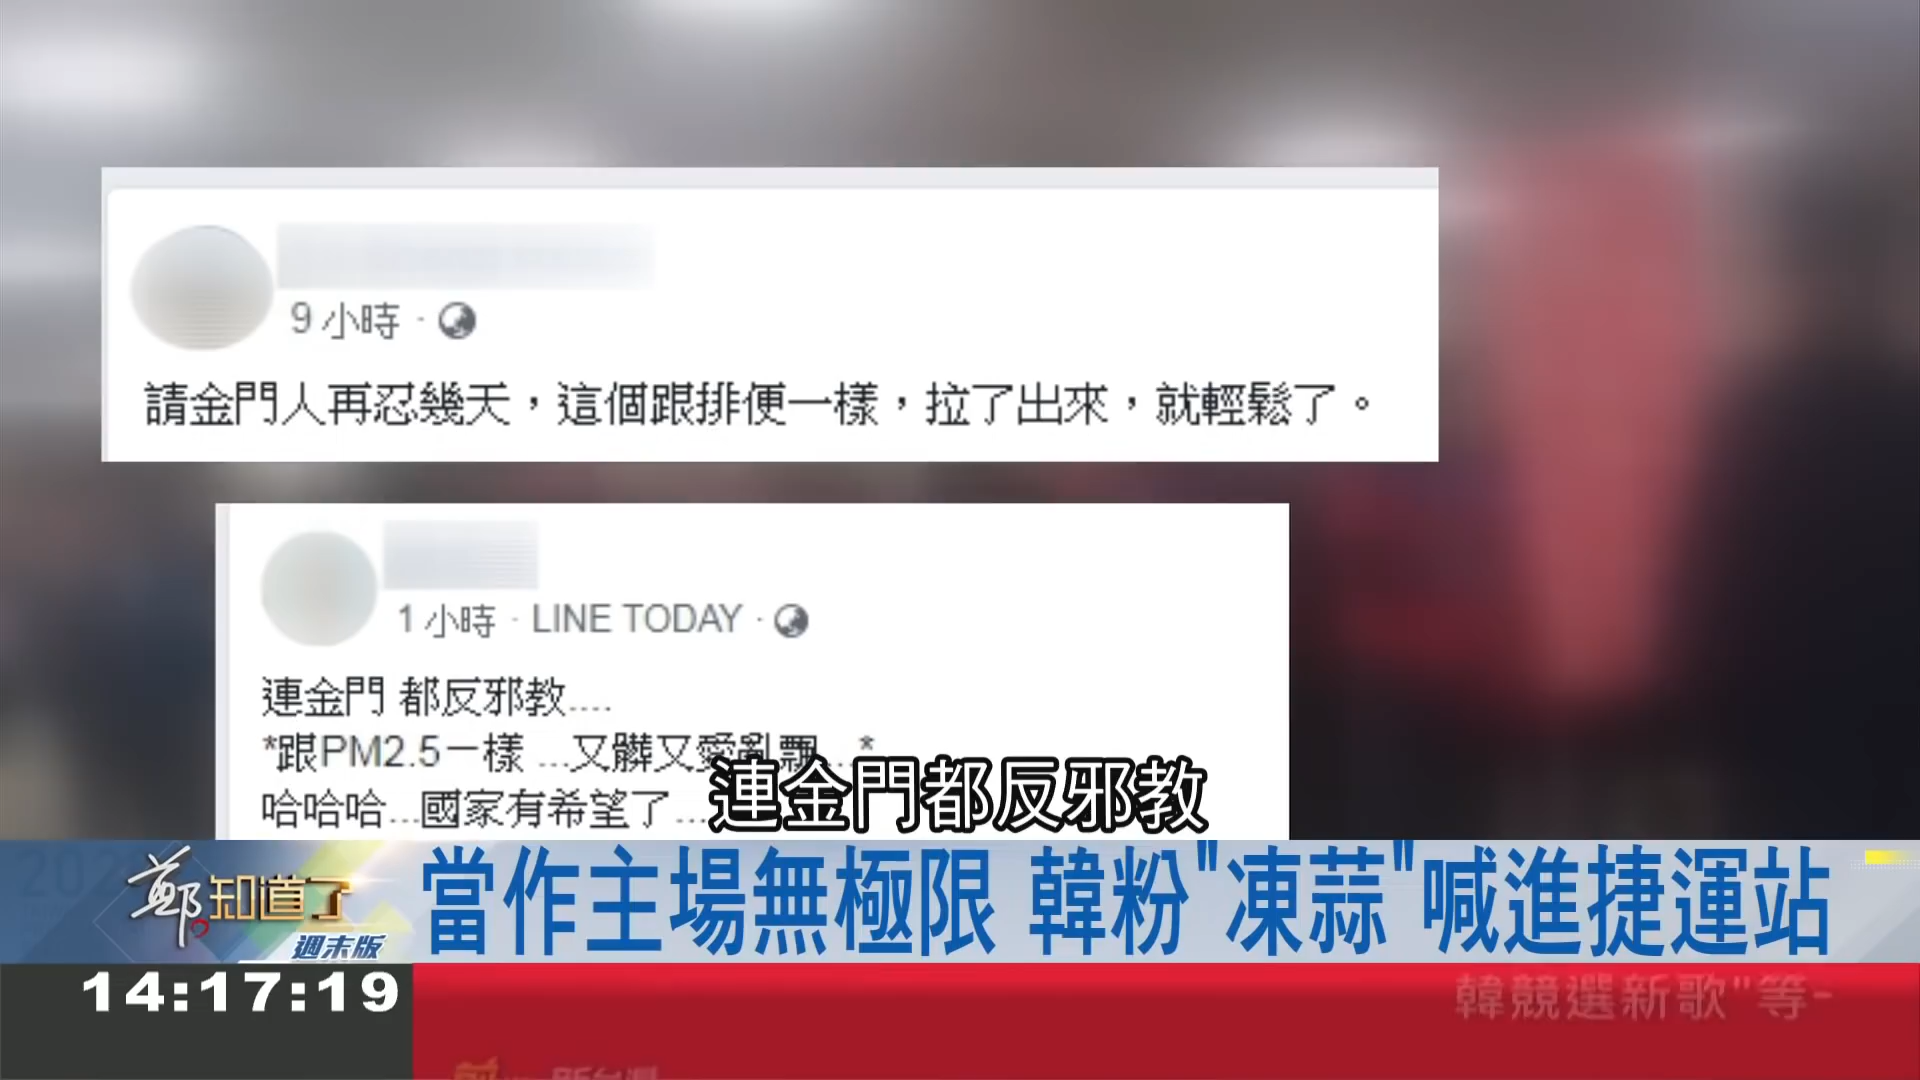 9 小時 ·
請金門人再忍幾天，這個跟排便一樣，拉了出來，就輕鬆了。
1 小時 · LINE TODAY ·
連金門 都反邪教....
*跟PM2.5一樣 ...又髒又愛亂飄...*
哈哈哈...國家有希望了...
連金門都反邪教
鄭知道了
週末版
當作主場無極限 韓粉"凍蒜"喊進捷運站
14:17:19
韓競選新歌"等